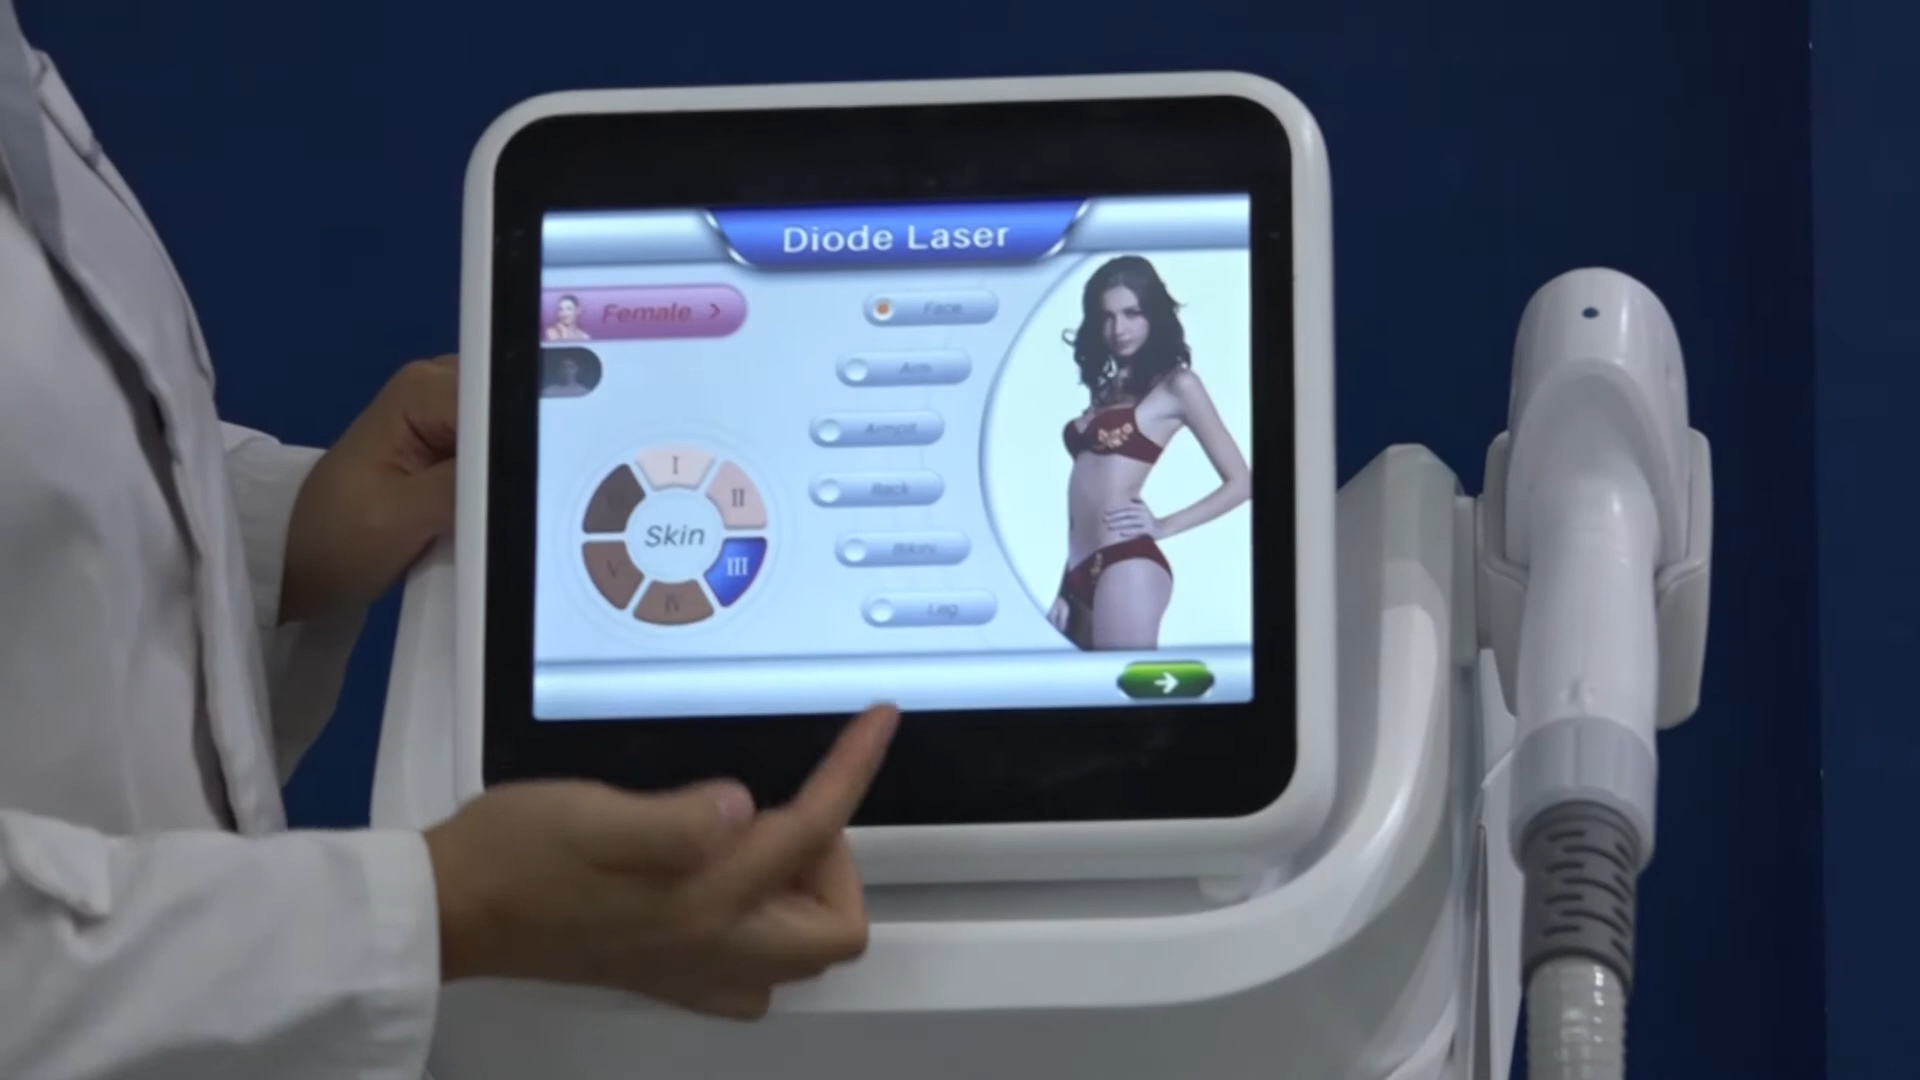 Diode Laser
Female >
Face
Arm
Armpit
Back
Bikini
Leg
I
II
III
IV
V
Skin